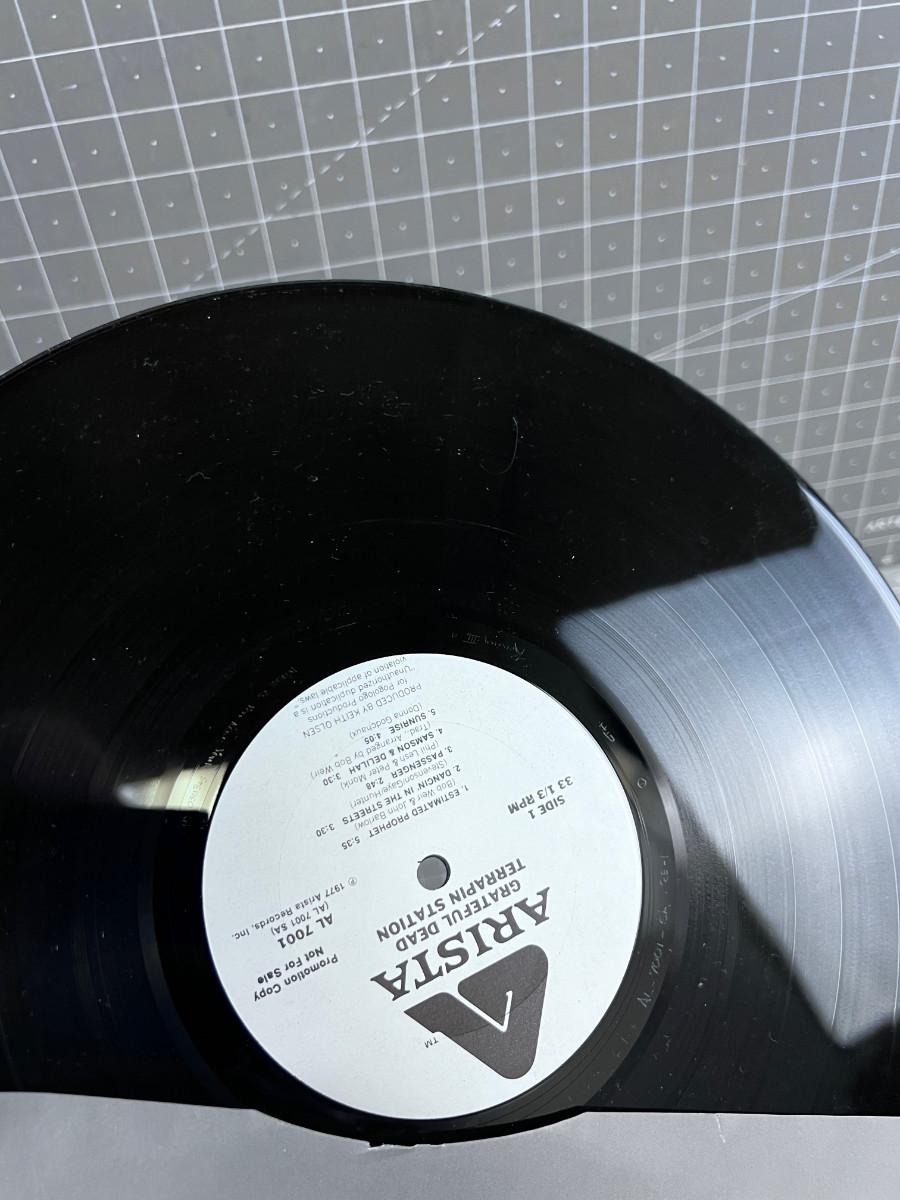 TM
ARISTA
GRATEFUL DEAD
TERRAPIN STATION
Promotion Copy
Not For Sale
AL 7001
(AL 7001 SA)
℗ 1977 Arista Records, Inc.
SIDE 1
33 1/3 RPM
1. ESTIMATED PROPHET 5:35
(Bob Weir & John Barlow)
2. DANCIN' IN THE STREETS 3:30
(Stevenson/Gaye/Hunter)
3. PASSENGER 2:48
(Phil Lesh & Peter Monk)
4. SAMSON & DELILAH 3:30
(Trad., Arranged by Bob Weir)
5. SUNRISE 4:05
(Donna Godchaux)
PRODUCED BY KEITH OLSEN
for Pogologo Productions
"Unauthorized duplication is a
violation of applicable laws."